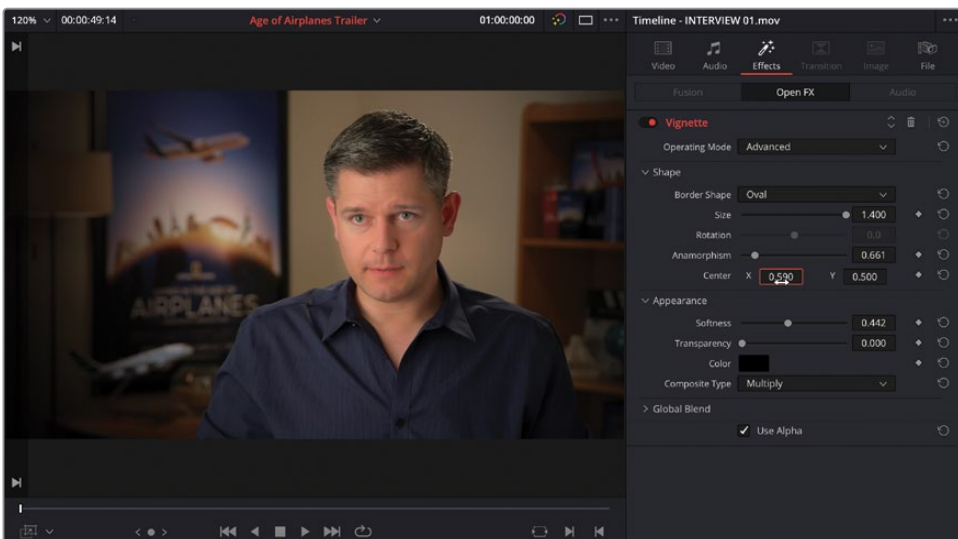 120% 00:00:49:14 Age of Airplanes Trailer 01:00:00:00 Timeline - INTERVIEW 01.mov
Video Audio Effects Transition Image File
Fusion Open FX Audio
Vignette
Operating Mode Advanced
Shape
Border Shape Oval
Size 1.400
Rotation 0.0
Anamorphism 0.661
Center X 0.590 Y 0.500
Appearance
Softness 0.442
Transparency 0.000
Color
Composite Type Multiply
Global Blend
Use Alpha
AIRPLANES